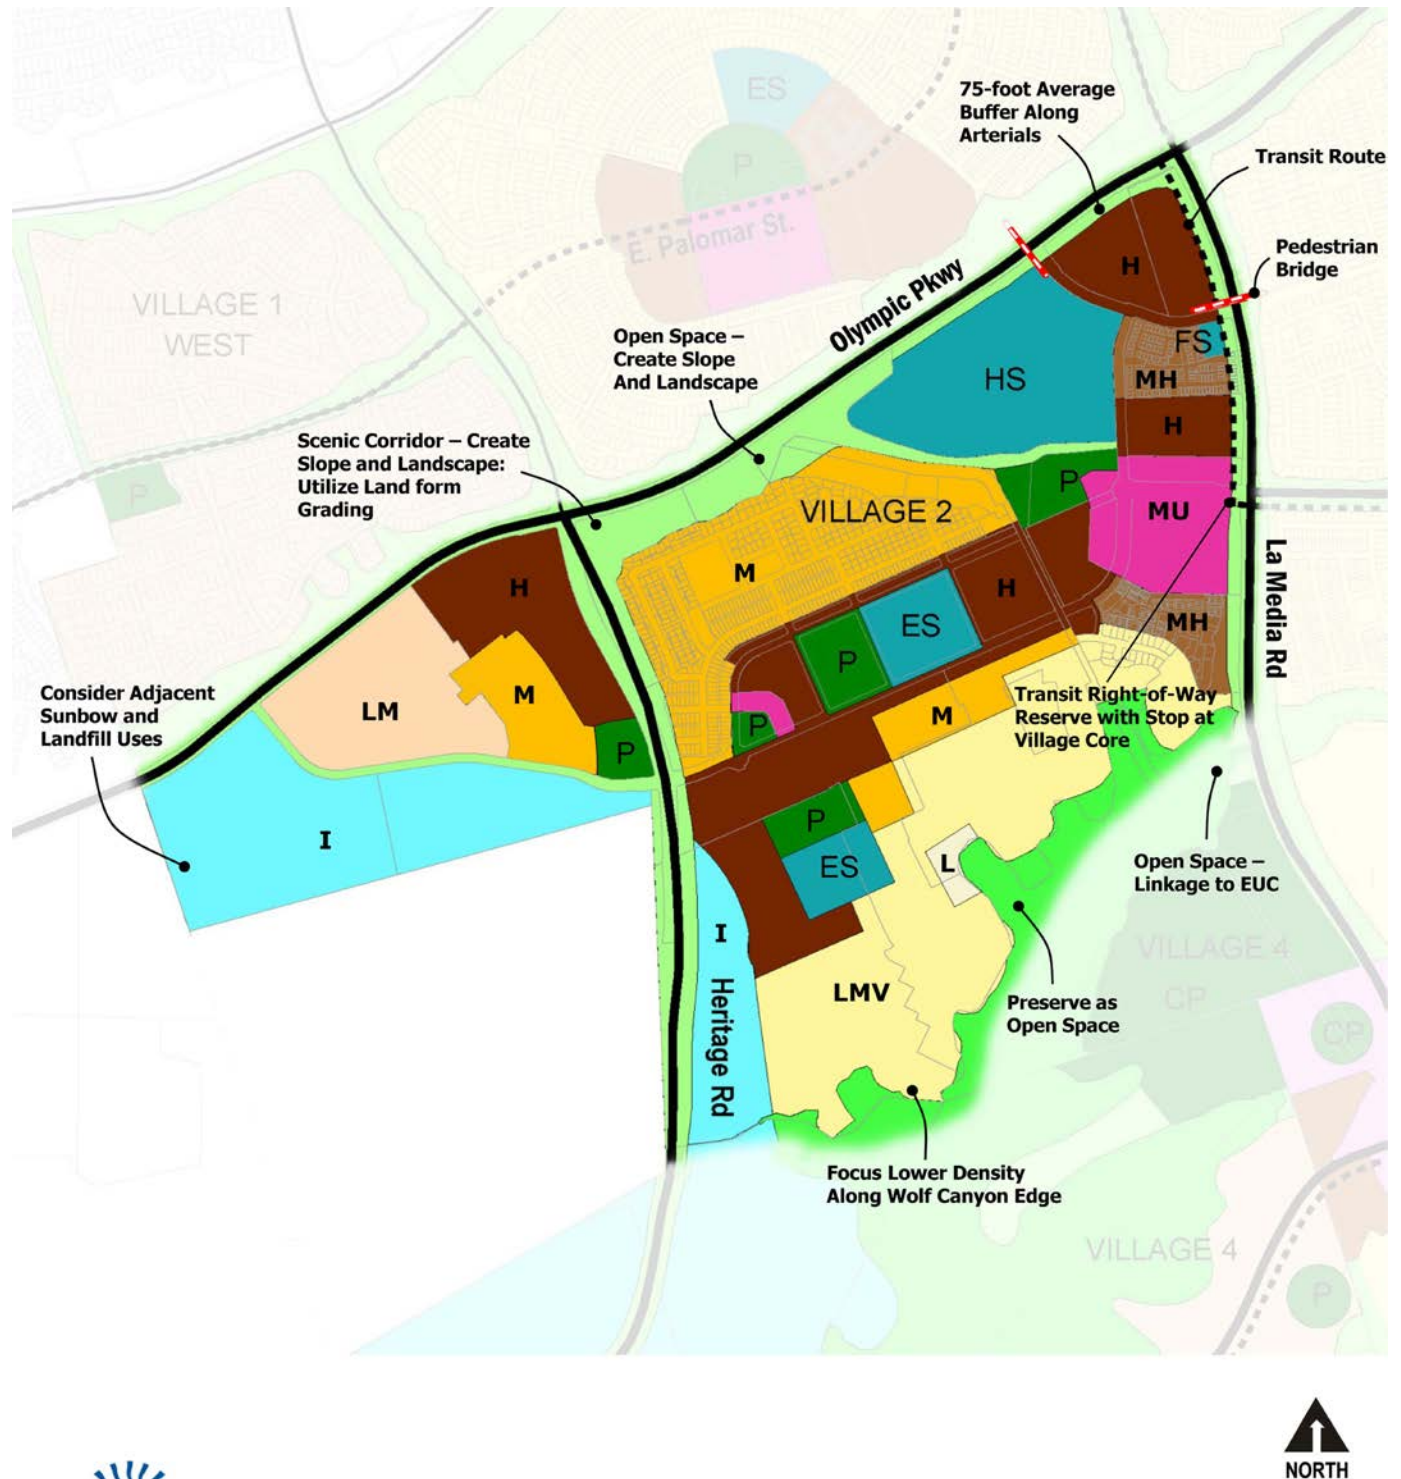 ES
75-foot Average
Buffer Along
Arterials
P
Transit Route
E. Palomar St.
Pedestrian
Bridge
H
VILLAGE 1
WEST
Olympic Pkwy
Open Space –
Create Slope
And Landscape
FS
HS
MH
H
Scenic Corridor – Create
Slope and Landscape:
Utilize Land form
Grading
P
P
VILLAGE 2
MU
M
H
H
La Media Rd
ES
MH
P
Consider Adjacent
Sunbow and
Landfill Uses
LM
M
M
Transit Right-of-Way
Reserve with Stop at
Village Core
P
P
P
I
L
ES
Open Space –
Linkage to EUC
I
VILLAGE 4
CP
LMV
Heritage Rd
Preserve as
Open Space
CP
Focus Lower Density
Along Wolf Canyon Edge
VILLAGE 4
P
NORTH